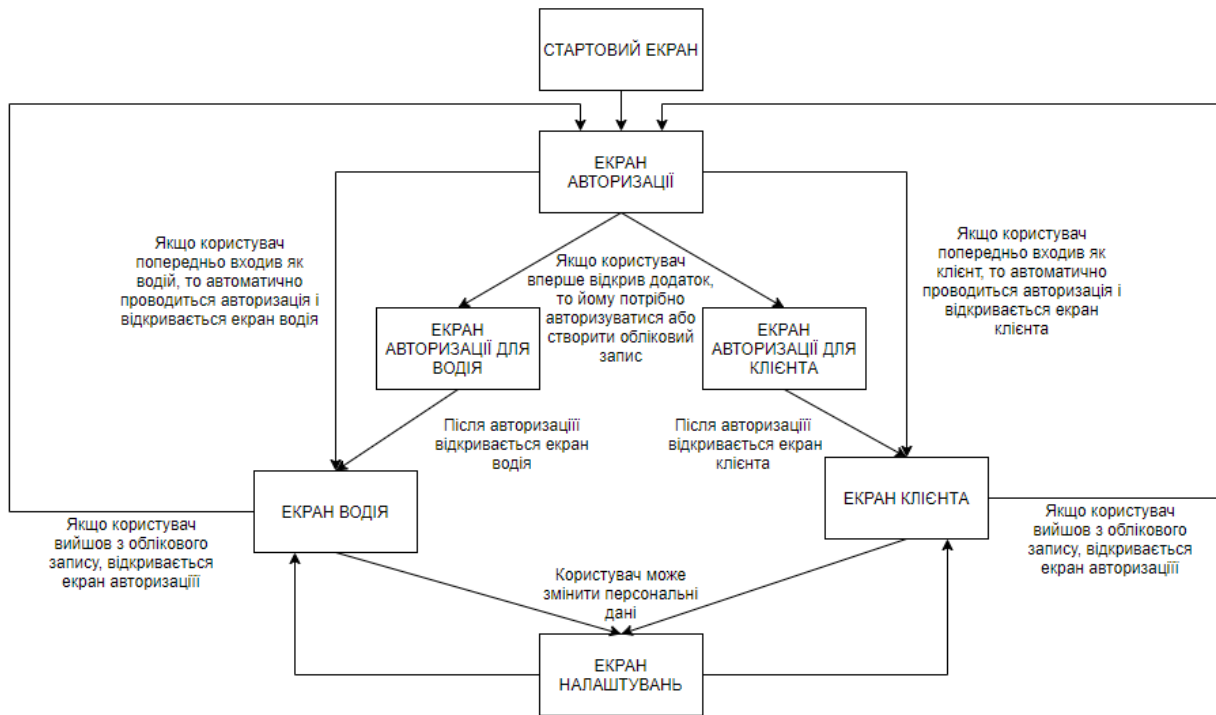 СТАРТОВИЙ ЕКРАН
ЕКРАН
АВТОРИЗАЦІЇ
Якщо користувач
попередньо входив як
водій, то автоматично
проводиться авторизація і
відкривається екран водія
Якщо користувач
вперше відкрив додаток,
то йому потрібно
авторизуватися або
створити обліковий
запис
Якщо користувач
попередньо входив як
клієнт, то автоматично
проводиться авторизація і
відкривається екран
клієнта
ЕКРАН
АВТОРИЗАЦІЇ ДЛЯ
ВОДІЯ
ЕКРАН
АВТОРИЗАЦІЇ ДЛЯ
КЛІЄНТА
Після авторизаціїї
відкривається екран
водія
Після авторизаціїї
відкривається екран
клієнта
ЕКРАН ВОДІЯ
ЕКРАН КЛІЄНТА
Якщо користувач
вийшов з облікового
запису, відкривається
екран авторизаціїї
Якщо користувач
вийшов з облікового
запису, відкривається
екран авторизаціїї
Користувач може
змінити персональні
дані
ЕКРАН
НАЛАШТУВАНЬ